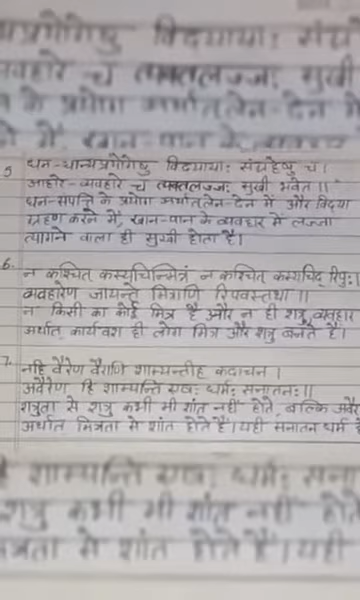 5 धन-धान्यप्रयोगेषु विद्यायाः संग्रहेषु च।
आहारे-व्यवहारे च त्यक्तलज्जः सुखी भवेत्॥
धन-संपत्ति के प्रयोग अर्थात् लेन-देन में और विद्या
ग्रहण करने में, खान-पान के व्यवहार में लज्जा
त्यागने वाला ही सुखी होता है।
6. न कश्चित् कस्यचिन्मित्रं न कश्चित् कस्यचिद् रिपुः।
व्यवहारेण जायन्ते मित्राणि रिपवस्तथा॥
न किसी का कोई मित्र है और न ही शत्रु, व्यवहार
अर्थात् कार्यवश ही लोग मित्र और शत्रु बनते हैं।
7. नहि वैरेण वैराणि शाम्यन्तीह कदाचन।
अवैरेण हि शाम्यन्ति एषः धर्मः सनातनः॥
शत्रुता से शत्रु कभी भी शांत नहीं होते, बल्कि अवैर
अर्थात् मित्रता से शांत होते हैं। यही सनातन धर्म है